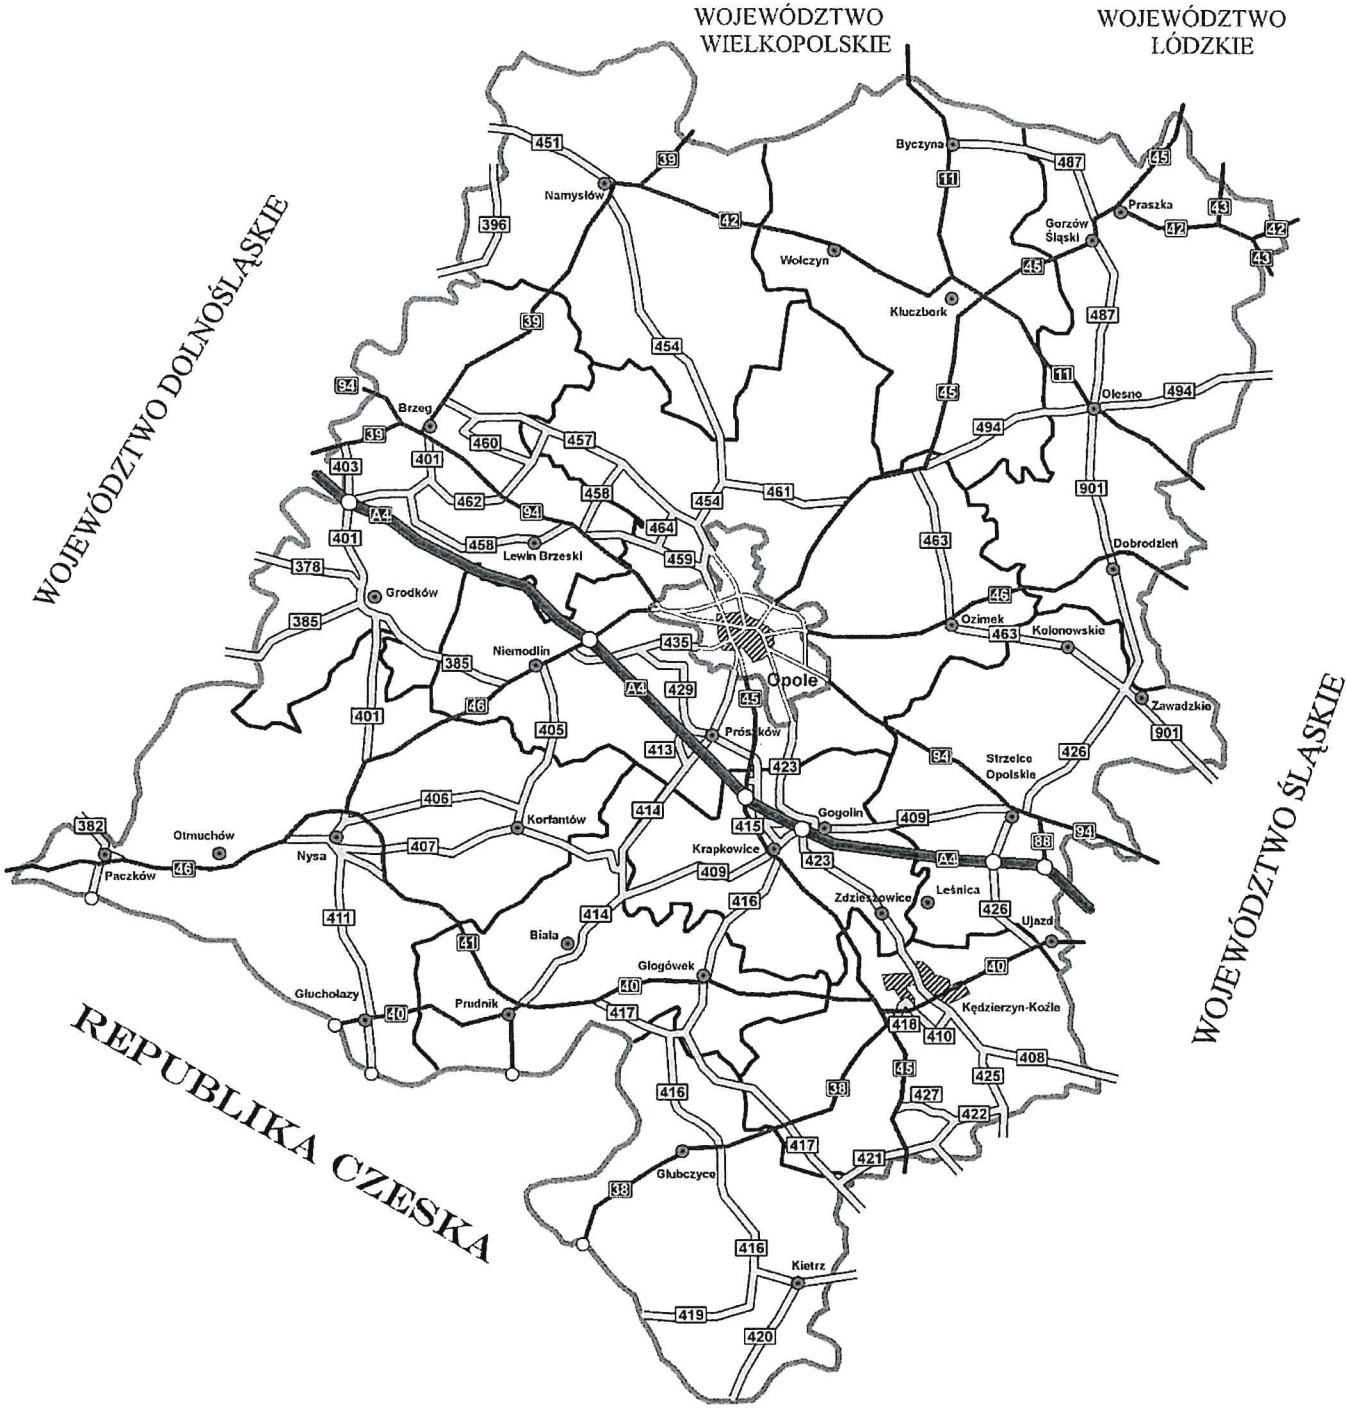 WOJEWÓDZTWO
WIELKOPOLSKIE
WOJEWÓDZTWO
ŁÓDZKIE
WOJEWÓDZTWO DOLNOŚLĄSKIE
WOJEWÓDZTWO ŚLĄSKIE
REPUBLIKA CZESKA
451
39
Byczyna
487
45
Namysłów
11
396
42
Praszka
43
Gorzów
Śląski
42
42
43
Wołczyn
45
Kluczbork
39
487
454
94
11
45
494
Olesno
Brzeg
39
460
457
494
403
401
462
458
454
461
901
A4
94
464
401
458
Lewin Brzeski
459
463
Dobrodzień
378
Grodków
46
385
Ozimek
463
Kolonowskie
435
Niemodlin
385
Opole
A4
429
45
46
Zawadzkie
401
405
Prószków
901
413
94
426
423
Strzelce
Opolskie
406
414
382
Otmuchów
Korfantów
415
Gogolin
409
94
88
Nysa
407
Krapkowice
423
A4
46
Paczków
409
Leśnica
411
414
416
Zdzieszowice
426
Ujazd
41
Biała
Głogówek
40
40
Głuchołazy
40
Prudnik
417
Kędzierzyn-Koźle
418
410
408
416
38
45
425
427
422
417
421
Głubczyce
38
416
Kietrz
419
420